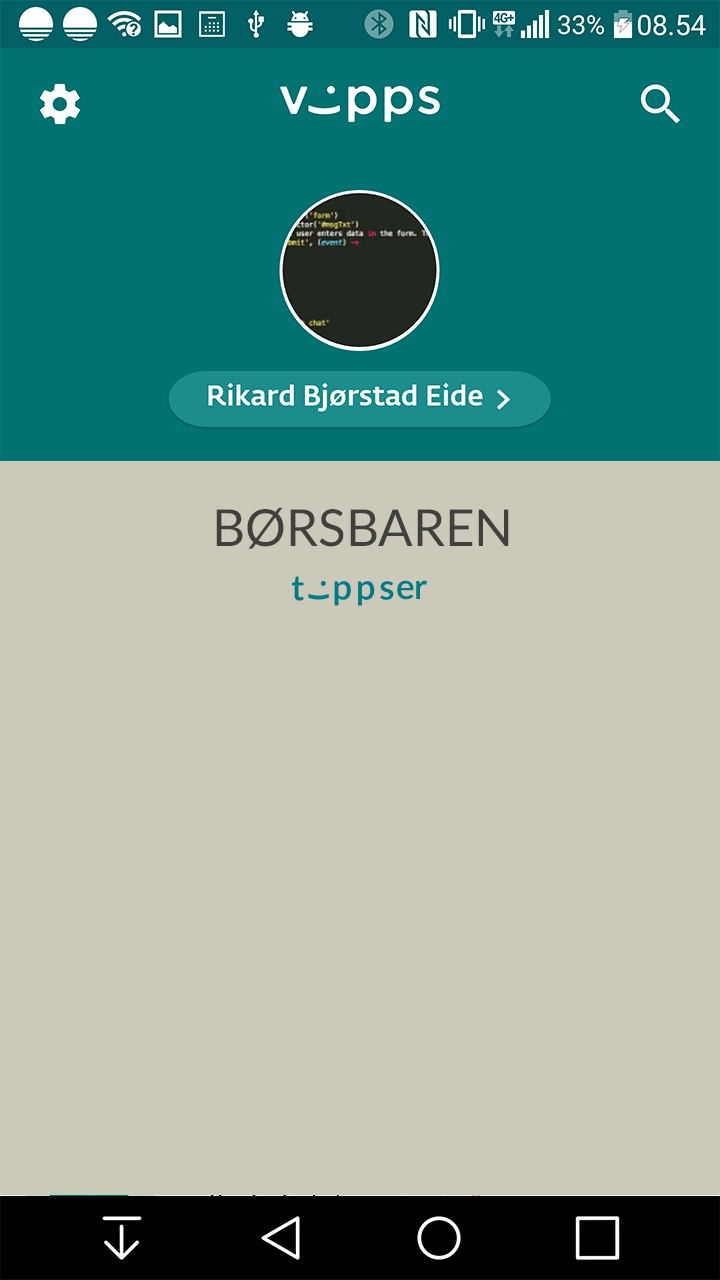 4G+ 33% 08.54
vipps
('form')
ctor('#msgTxt')
user enters data in the form. T
omit', (event) ->
chat'
Rikard Bjørstad Eide
BØRSBAREN
tippser